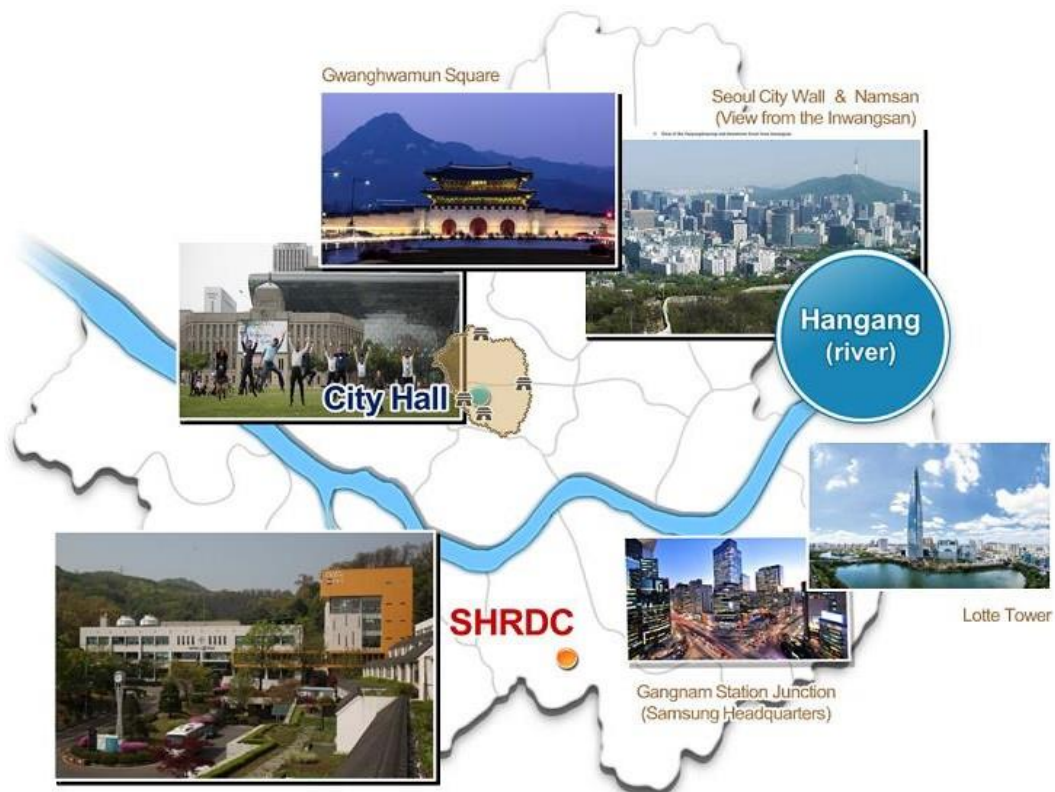 Gwanghwamun Square
Seoul City Wall & Namsan
(View from the Inwangsan)
Hangang
(river)
City Hall
SHRDC
Lotte Tower
Gangnam Station Junction
(Samsung Headquarters)